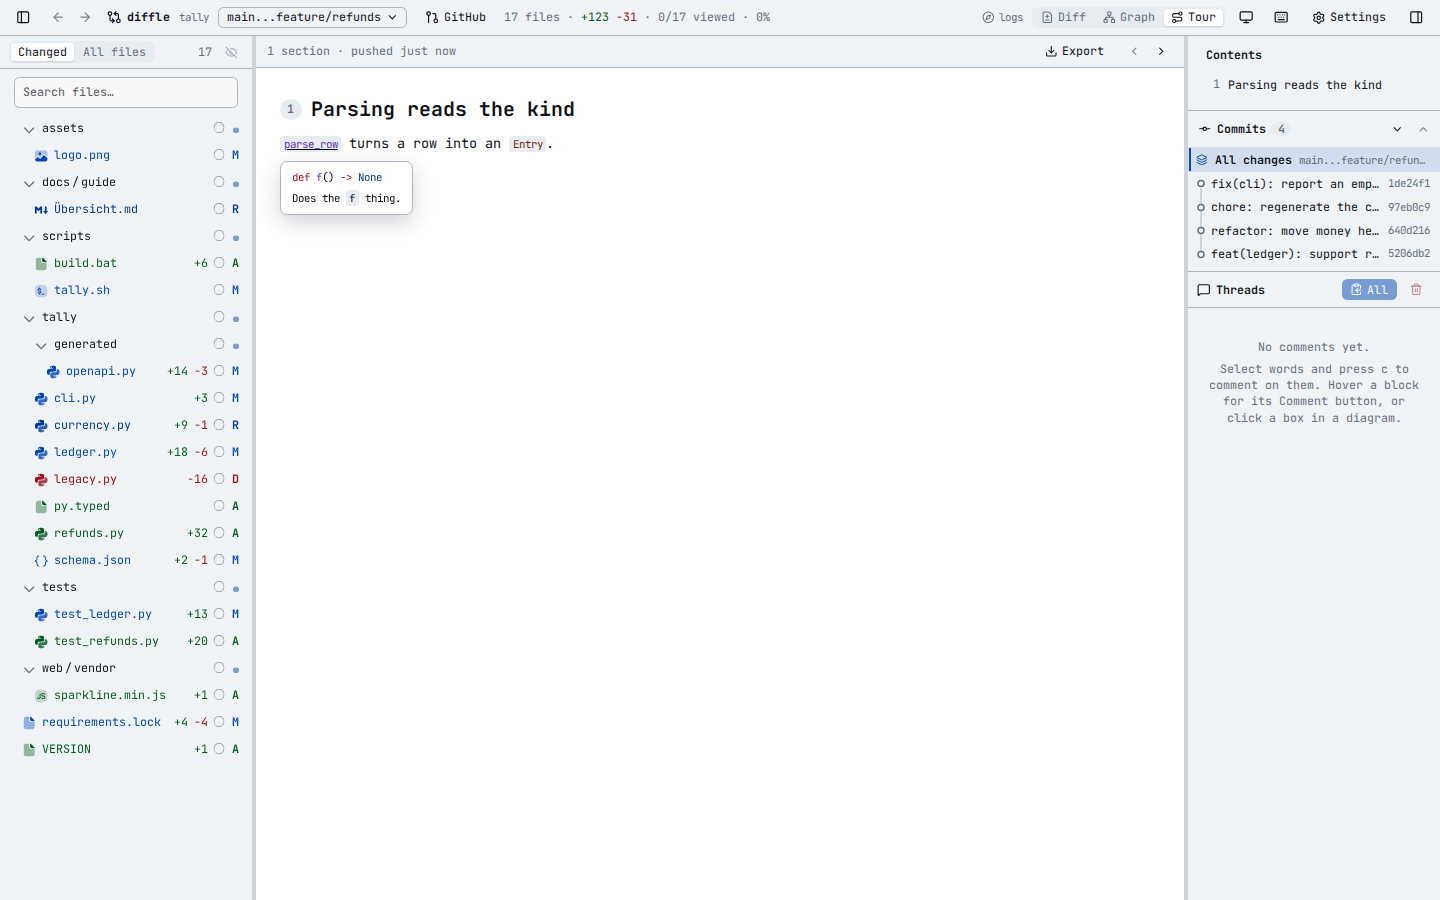 diffle tally main...feature/refunds GitHub 17 files · +123 -31 · 0/17 viewed · 0% logs Diff Graph Tour Settings
Changed All files 17
Search files…
assets
logo.png M
docs/guide
Übersicht.md R
scripts
build.bat +6 A
tally.sh M
tally
generated
openapi.py +14 -3 M
cli.py +3 M
currency.py +9 -1 R
ledger.py +18 -6 M
legacy.py -16 D
py.typed A
refunds.py +32 A
schema.json +2 -1 M
tests
test_ledger.py +13 M
test_refunds.py +20 A
web/vendor
sparkline.min.js +1 A
requirements.lock +4 -4 M
VERSION +1 A
1 section · pushed just now Export
1 Parsing reads the kind
parse_row turns a row into an Entry.
def f() -> None
Does the f thing.
Contents
1 Parsing reads the kind
Commits 4
All changes main...feature/refun…
fix(cli): report an emp… 1de24f1
chore: regenerate the c… 97eb0c9
refactor: move money he… 640d216
feat(ledger): support r… 5206db2
Threads All
No comments yet.
Select words and press c to
comment on them. Hover a block
for its Comment button, or
click a box in a diagram.